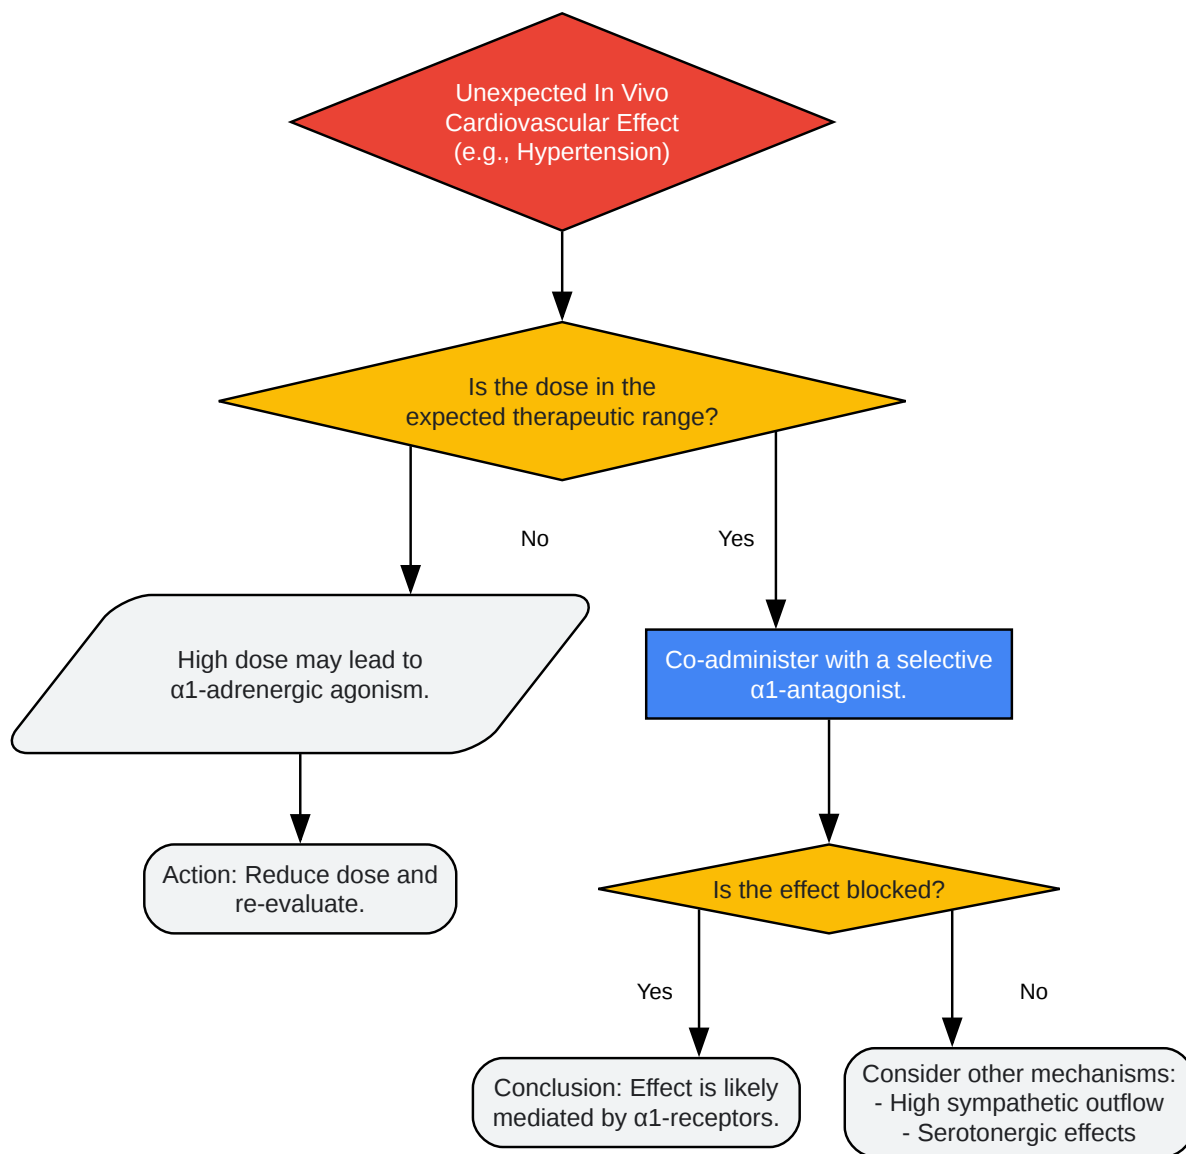 Unexpected In Vivo
Cardiovascular Effect
(e.g., Hypertension)
Is the dose in the
expected therapeutic range?
No
Yes
High dose may lead to
α1-adrenergic agonism.
Co-administer with a selective
α1-antagonist.
Action: Reduce dose and
re-evaluate.
Is the effect blocked?
Yes
No
Conclusion: Effect is likely
mediated by α1-receptors.
Consider other mechanisms:
- High sympathetic outflow
- Serotonergic effects